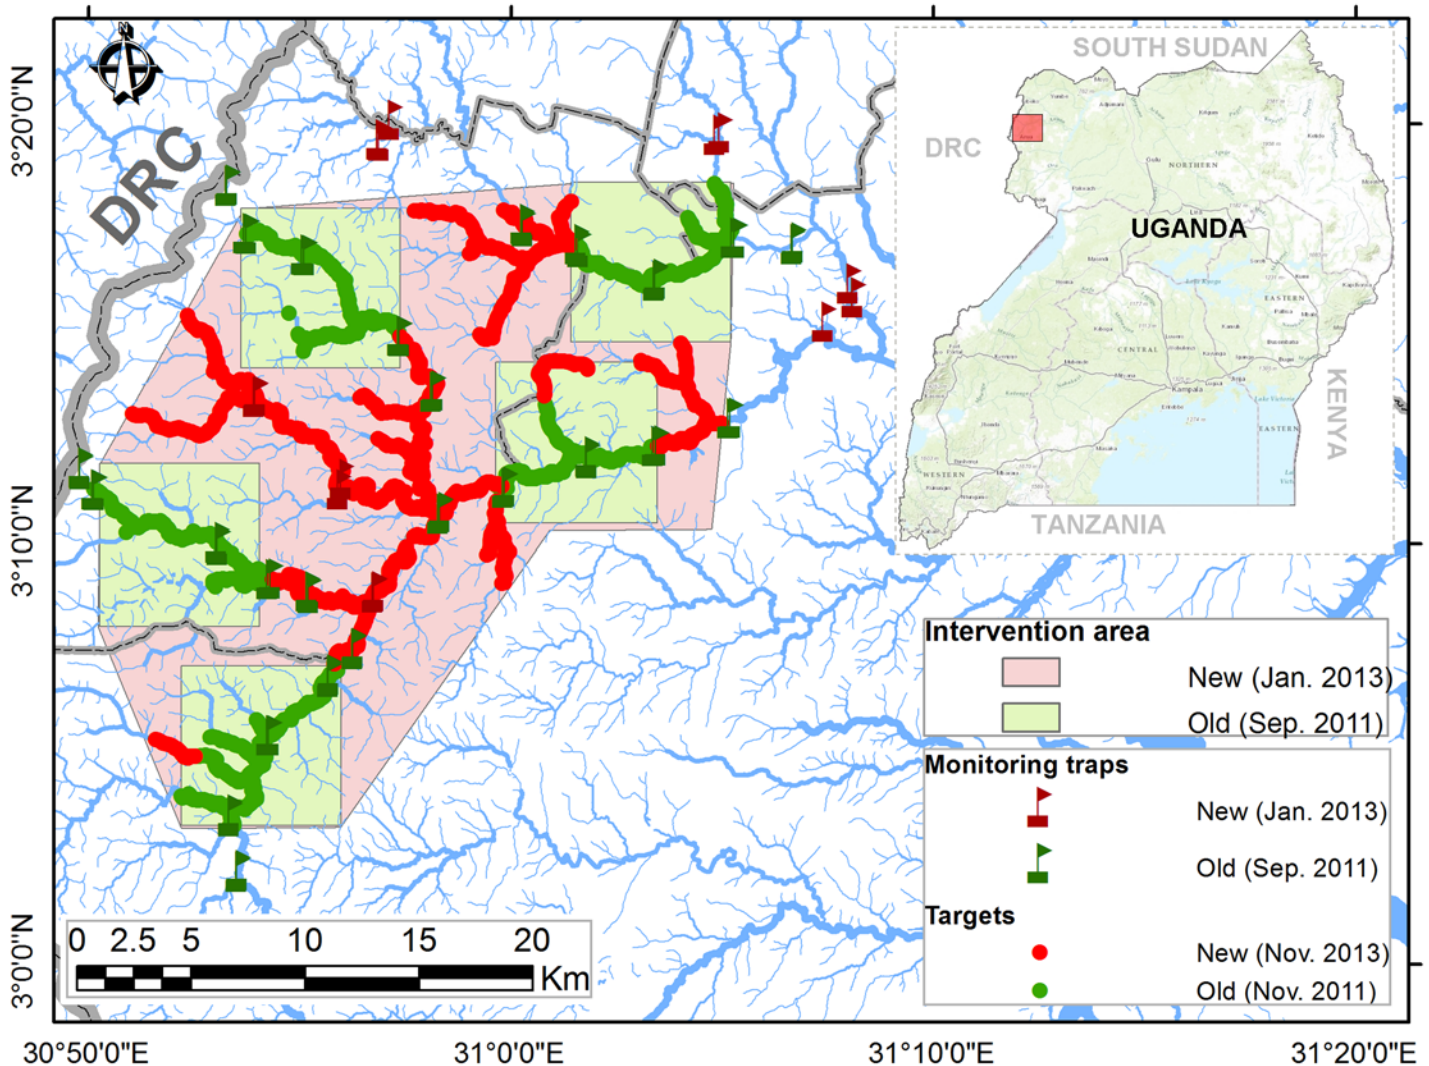 N
3°20'0"N
3°10'0"N
3°0'0"N
DRC
SOUTH SUDAN
DRC
NORTHERN
UGANDA
EASTERN
CENTRAL
Kampala
EASTERN
WESTERN
KENYA
TANZANIA
Intervention area
New (Jan. 2013)
Old (Sep. 2011)
Monitoring traps
New (Jan. 2013)
Old (Sep. 2011)
Targets
New (Nov. 2013)
Old (Nov. 2011)
0 2.5 5 10 15 20
Km
30°50'0"E 31°0'0"E 31°10'0"E 31°20'0"E